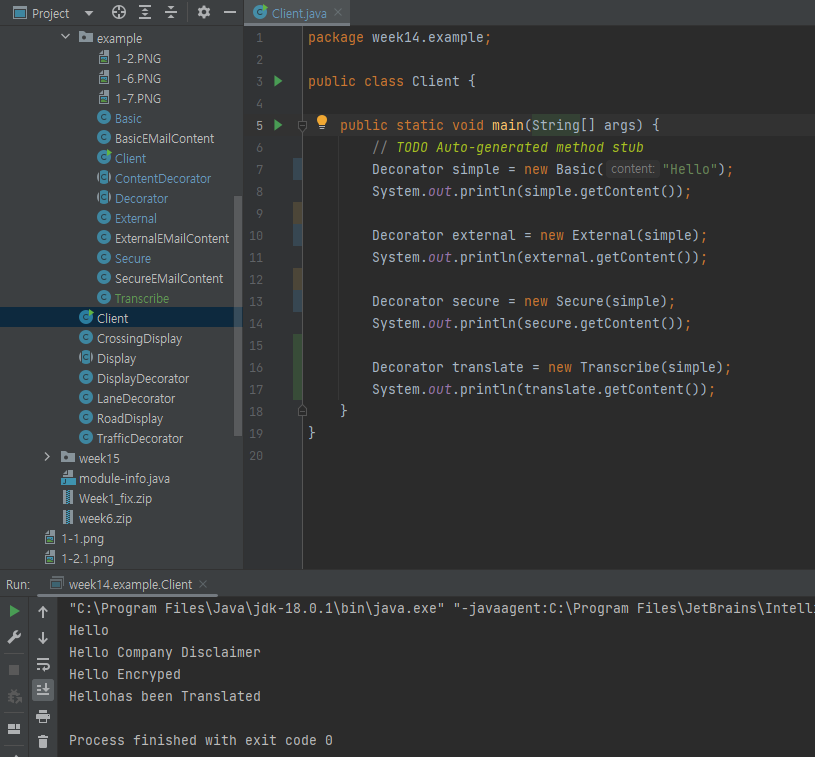 Project
Client.java
example
1-2.PNG
1-6.PNG
1-7.PNG
Basic
BasicEMailContent
Client
ContentDecorator
Decorator
External
ExternalEMailContent
Secure
SecureEMailContent
Transcribe
Client
CrossingDisplay
Display
DisplayDecorator
LaneDecorator
RoadDisplay
TrafficDecorator
week15
module-info.java
Week1_fix.zip
week6.zip
1-1.png
1-2.1.png
1 package week14.example;
2
3 public class Client {
4
5 public static void main(String[] args) {
6 // TODO Auto-generated method stub
7 Decorator simple = new Basic( content: "Hello");
8 System.out.println(simple.getContent());
9
10 Decorator external = new External(simple);
11 System.out.println(external.getContent());
12
13 Decorator secure = new Secure(simple);
14 System.out.println(secure.getContent());
15
16 Decorator translate = new Transcribe(simple);
17 System.out.println(translate.getContent());
18 }
19 }
20
Run: week14.example.Client
"C:\Program Files\Java\jdk-18.0.1\bin\java.exe" "-javaagent:C:\Program Files\JetBrains\Intelli
Hello
Hello Company Disclaimer
Hello Encryped
Hellohas been Translated
Process finished with exit code 0